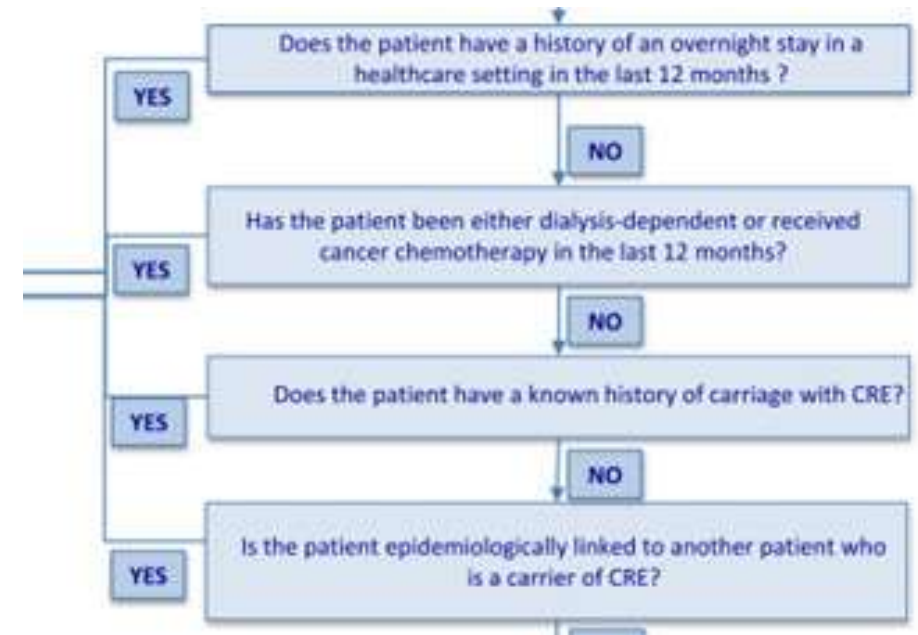 Does the patient have a history of an overnight stay in a
healthcare setting in the last 12 months ?
YES
NO
Has the patient been either dialysis-dependent or received
cancer chemotherapy in the last 12 months?
YES
NO
Does the patient have a known history of carriage with CRE?
YES
NO
Is the patient epidemiologically linked to another patient who
is a carrier of CRE?
YES